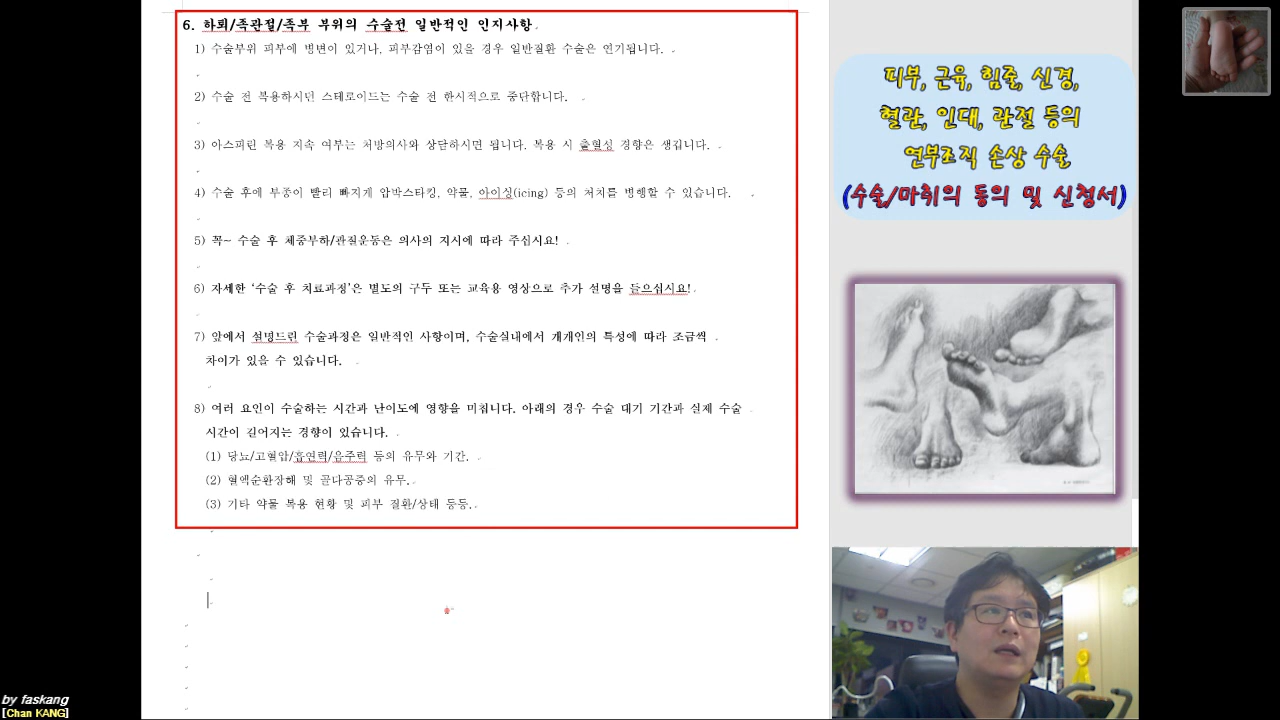 6. 하퇴/족관절/족부 부위의 수술전 일반적인 인지사항
1) 수술부위 피부에 병변이 있거나, 피부감염이 있을 경우 일반질환 수술은 연기됩니다.
2) 수술 전 복용하시던 스테로이드는 수술 전 한시적으로 중단합니다.
3) 아스피린 복용 지속 여부는 처방의사와 상담하시면 됩니다. 복용 시 출혈성 경향은 생깁니다.
4) 수술 후에 부종이 빨리 빠지게 압박스타킹, 약물, 아이싱(icing) 등의 처치를 병행할 수 있습니다.
5) 꼭~ 수술 후 체중부하/관절운동은 의사의 지시에 따라 주십시요!
6) 자세한 '수술 후 치료과정'은 별도의 구두 또는 교육용 영상으로 추가 설명을 들으십시요!
7) 앞에서 설명드린 수술과정은 일반적인 사항이며, 수술실내에서 개개인의 특성에 따라 조금씩
차이가 있을 수 있습니다.
8) 여러 요인이 수술하는 시간과 난이도에 영향을 미칩니다. 아래의 경우 수술 대기 기간과 실제 수술
시간이 길어지는 경향이 있습니다.
(1) 당뇨/고혈압/흡연력/음주력 등의 유무와 기간.
(2) 혈액순환장애 및 골다공증의 유무.
(3) 기타 약물 복용 현황 및 피부 질환/상태 등등.
피부, 근육, 힘줄, 신경,
혈관, 인대, 관절 등의
연부조직 손상 수술
(수술/마취의 동의 및 신청서)
by faskang
[Chan KANG]